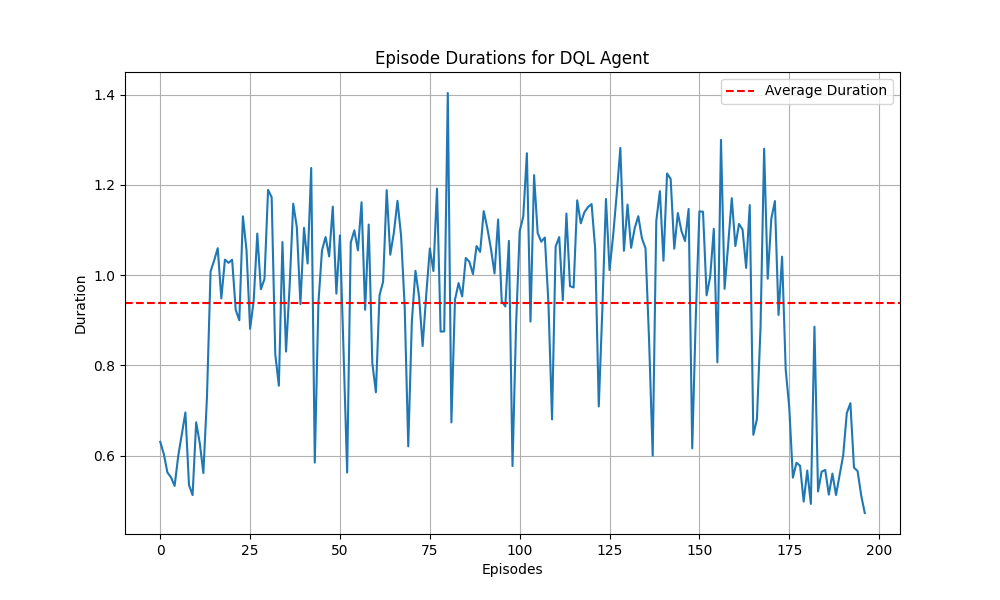 Episode Durations for DQL Agent
Average Duration
Duration
1.4
1.2
1.0
0.8
0.6
0 25 50 75 100 125 150 175 200
Episodes